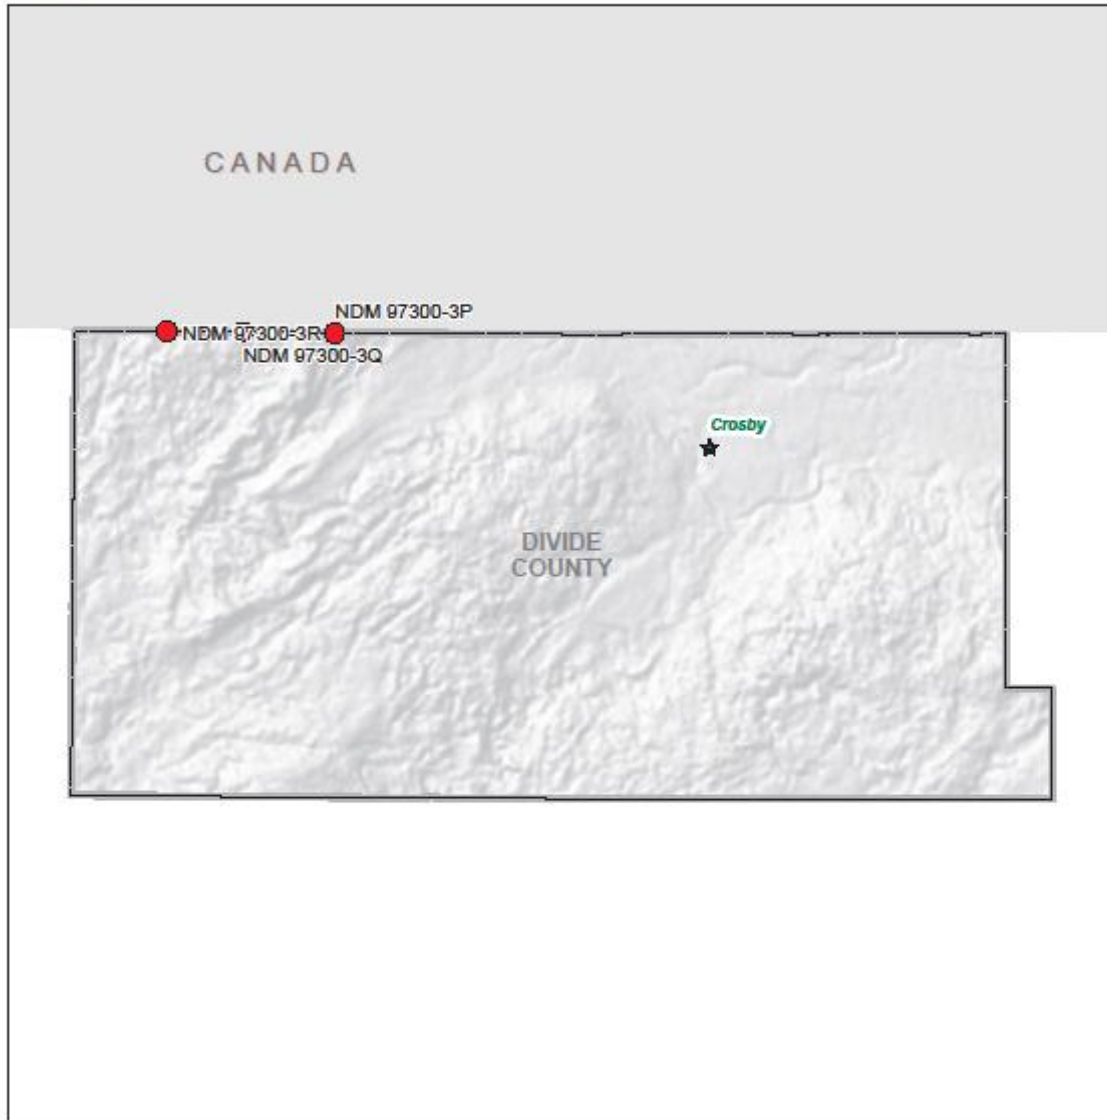 CANADA
NDM 97300-3P
NDM 97300-3R
NDM 97300-3Q
Crosby
DIVIDE
COUNTY